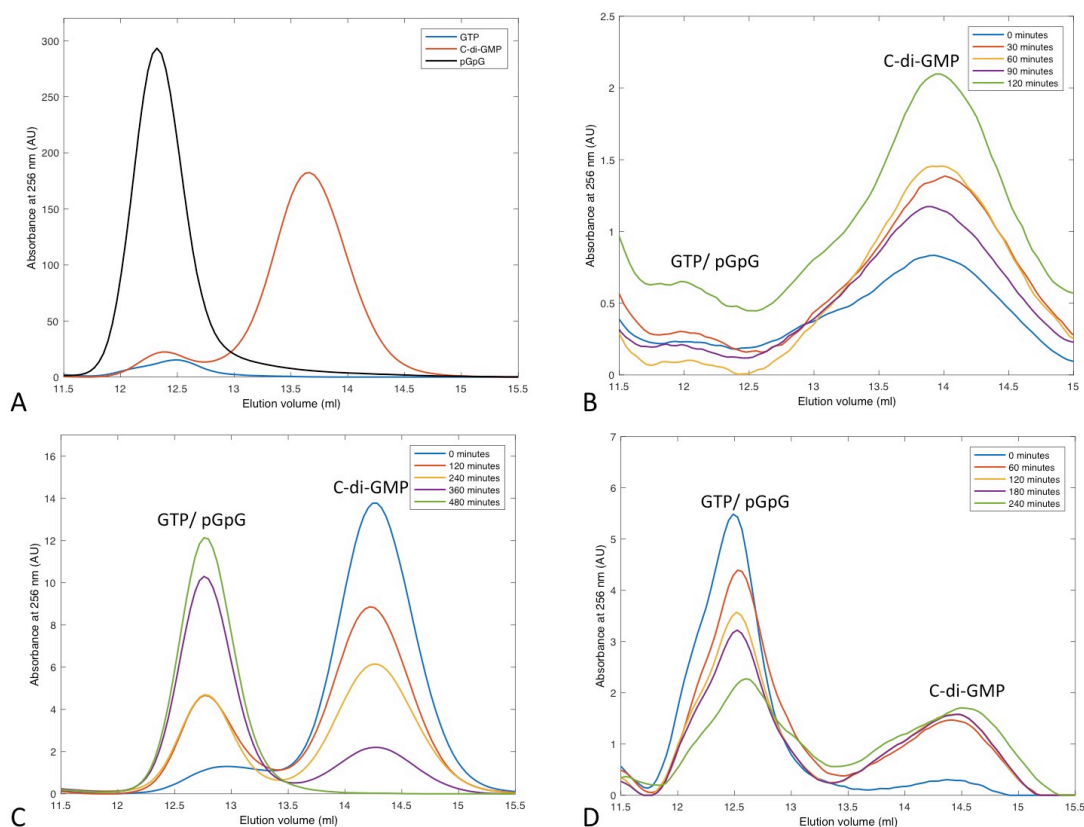 300
250
200
150
100
50
0
Absorbance at 256 nm (AU)
GTP
C-di-GMP
pGpG
11.5 12 12.5 13 13.5 14 14.5 15 15.5
Elution volume (ml)
A
2.5
2
1.5
1
0.5
0
Absorbance at 256 nm (AU)
C-di-GMP
0 minutes
30 minutes
60 minutes
90 minutes
120 minutes
GTP/ pGpG
11.5 12 12.5 13 13.5 14 14.5 15
Elution volume (ml)
B
16
14
12
10
8
6
4
2
0
Absorbance at 256 nm (AU)
0 minutes
120 minutes
240 minutes
360 minutes
480 minutes
C-di-GMP
GTP/ pGpG
11.5 12 12.5 13 13.5 14 14.5 15 15.5
Elution volume (ml)
C
7
6
5
4
3
2
1
0
Absorbance at 256 nm (AU)
GTP/ pGpG
0 minutes
60 minutes
120 minutes
180 minutes
240 minutes
C-di-GMP
11.5 12 12.5 13 13.5 14 14.5 15 15.5
Elution volume (ml)
D